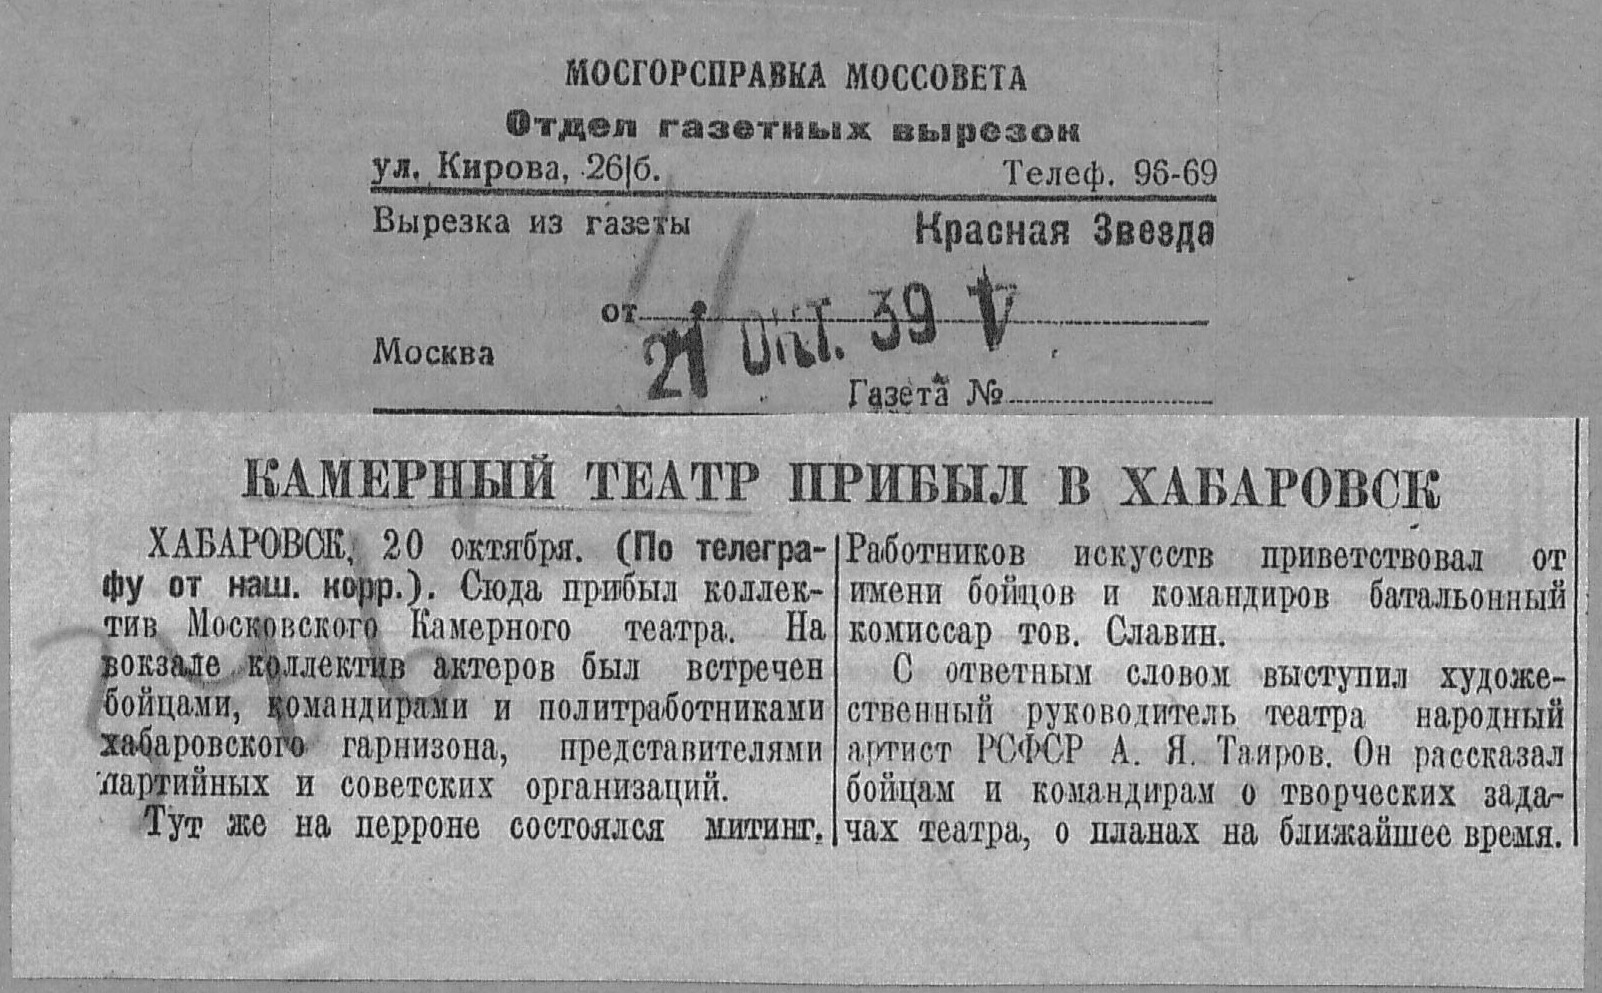 МОСГОРСПРАВКА МОССОВЕТА
Отдел газетных вырезок
ул. Кирова, 26|б. Телеф. 96-69
Вырезка из газеты Красная Звезда
от 21 ОКТ. 39
Москва
Газета №
КАМЕРНЫЙ ТЕАТР ПРИБЫЛ В ХАБАРОВСК
ХАБАРОВСК, 20 октября. (По телегра-
фу от наш. корр.). Сюда прибыл коллек-
тив Московского Камерного театра. На
вокзале коллектив актеров был встречен
бойцами, командирами и политработниками
хабаровского гарнизона, представителями
партийных и советских организаций.
Тут же на перроне состоялся митинг.
Работников искусств приветствовал от
имени бойцов и командиров батальонный
комиссар тов. Славин.
С ответным словом выступил художе-
ственный руководитель театра народный
артист РСФСР А. Я. Таиров. Он рассказал
бойцам и командирам о творческих зада-
чах театра, о планах на ближайшее время.